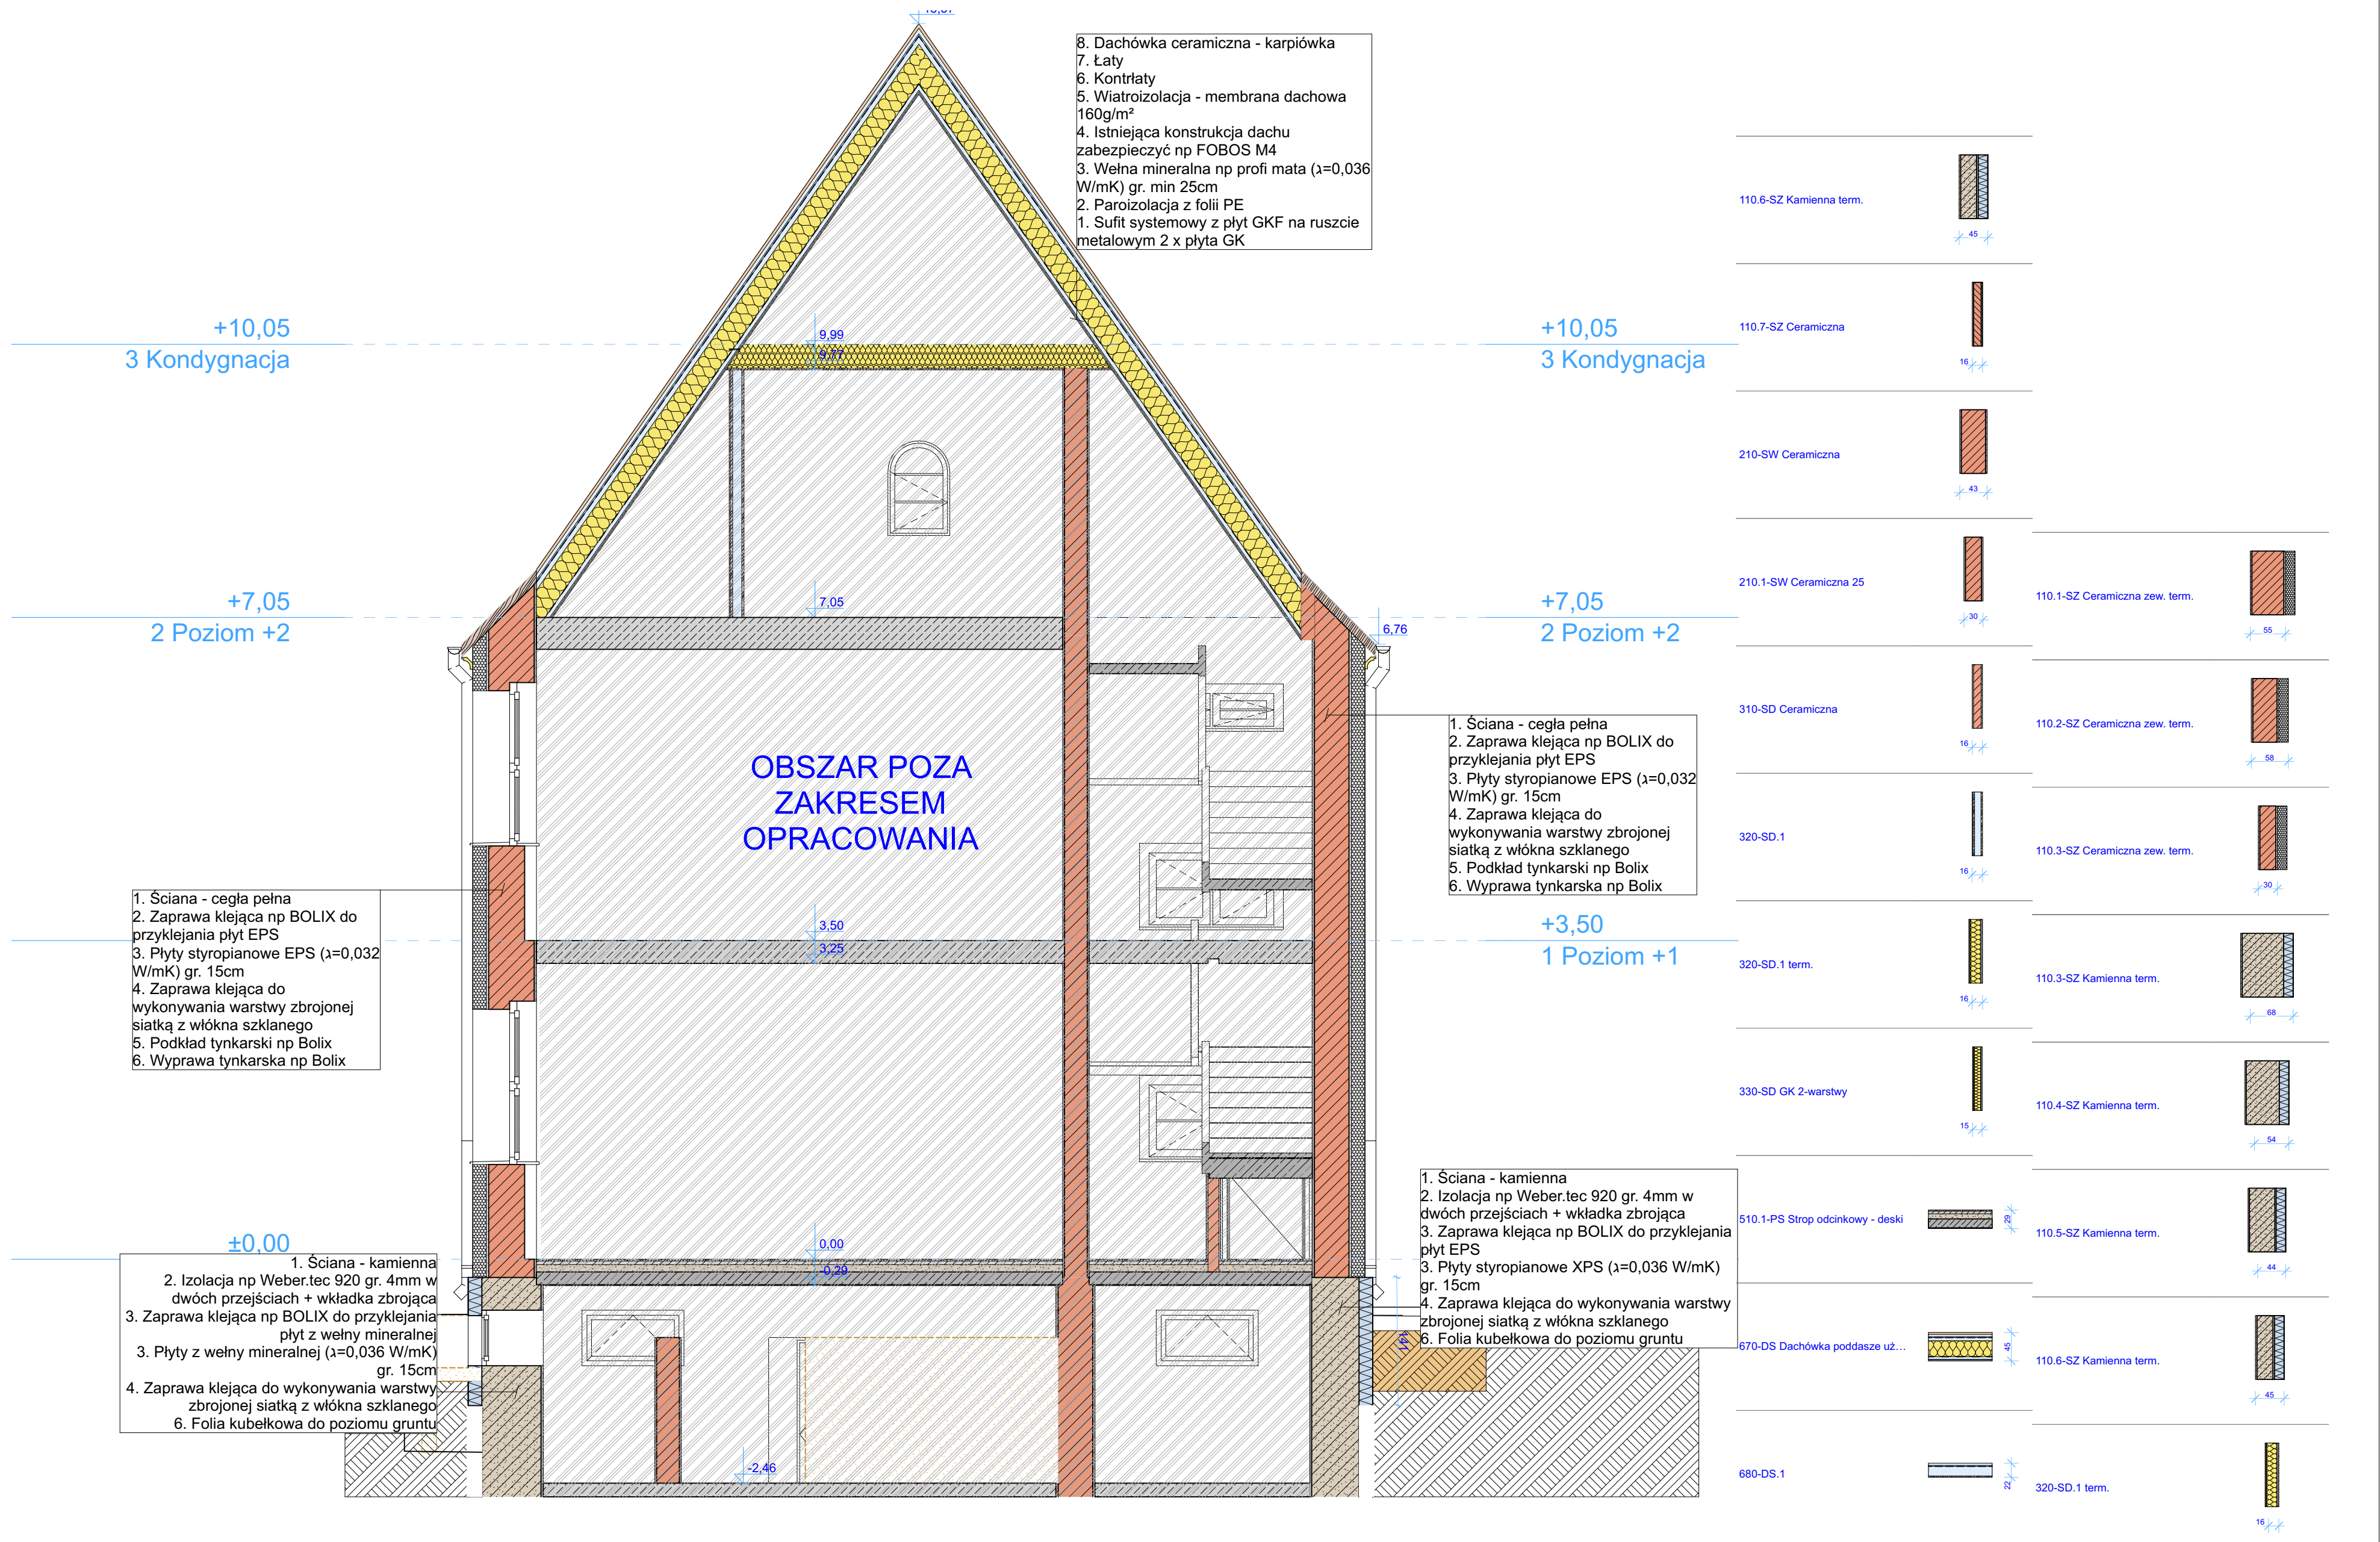 8. Dachówka ceramiczna - karpiówka
7. Łaty
6. Kontrłaty
5. Wiatroizolacja - membrana dachowa
160g/m²
4. Istniejąca konstrukcja dachu
zabezpieczyć np FOBOS M4
3. Wełna mineralna np profi mata (λ=0,036
W/mK) gr. min 25cm
2. Paroizolacja z folii PE
1. Sufit systemowy z płyt GKF na ruszcie
metalowym 2 x płyta GK
+10,05
3 Kondygnacja
9,99
9,77
+10,05
3 Kondygnacja
+7,05
2 Poziom +2
7,05
6,76
+7,05
2 Poziom +2
OBSZAR POZA
ZAKRESEM
OPRACOWANIA
1. Ściana - cegła pełna
2. Zaprawa klejąca np BOLIX do
przyklejania płyt EPS
3. Płyty styropianowe EPS (λ=0,032
W/mK) gr. 15cm
4. Zaprawa klejąca do
wykonywania warstwy zbrojonej
siatką z włókna szklanego
5. Podkład tynkarski np Bolix
6. Wyprawa tynkarska np Bolix
1. Ściana - cegła pełna
2. Zaprawa klejąca np BOLIX do
przyklejania płyt EPS
3. Płyty styropianowe EPS (λ=0,032
W/mK) gr. 15cm
4. Zaprawa klejąca do
wykonywania warstwy zbrojonej
siatką z włókna szklanego
5. Podkład tynkarski np Bolix
6. Wyprawa tynkarska np Bolix
3,50
3,25
+3,50
1 Poziom +1
±0,00
0,00
-0,29
1. Ściana - kamienna
2. Izolacja np Weber.tec 920 gr. 4mm w
dwóch przejściach + wkładka zbrojąca
3. Zaprawa klejąca np BOLIX do przyklejania
płyt z wełny mineralnej
3. Płyty z wełny mineralnej (λ=0,036 W/mK)
gr. 15cm
4. Zaprawa klejąca do wykonywania warstwy
zbrojonej siatką z włókna szklanego
6. Folia kubełkowa do poziomu gruntu
1. Ściana - kamienna
2. Izolacja np Weber.tec 920 gr. 4mm w
dwóch przejściach + wkładka zbrojąca
3. Zaprawa klejąca np BOLIX do przyklejania
płyt EPS
3. Płyty styropianowe XPS (λ=0,036 W/mK)
gr. 15cm
4. Zaprawa klejąca do wykonywania warstwy
zbrojonej siatką z włókna szklanego
6. Folia kubełkowa do poziomu gruntu
141
-2,46
110.6-SZ Kamienna term.
45
110.7-SZ Ceramiczna
16
210-SW Ceramiczna
43
210.1-SW Ceramiczna 25
30
310-SD Ceramiczna
16
320-SD.1
16
320-SD.1 term.
16
330-SD GK 2-warstwy
15
510.1-PS Strop odcinkowy - deski
29
670-DS Dachówka poddasze uż...
45
680-DS.1
22
110.1-SZ Ceramiczna zew. term.
55
110.2-SZ Ceramiczna zew. term.
58
110.3-SZ Ceramiczna zew. term.
30
110.3-SZ Kamienna term.
68
110.4-SZ Kamienna term.
54
110.5-SZ Kamienna term.
44
110.6-SZ Kamienna term.
45
320-SD.1 term.
16